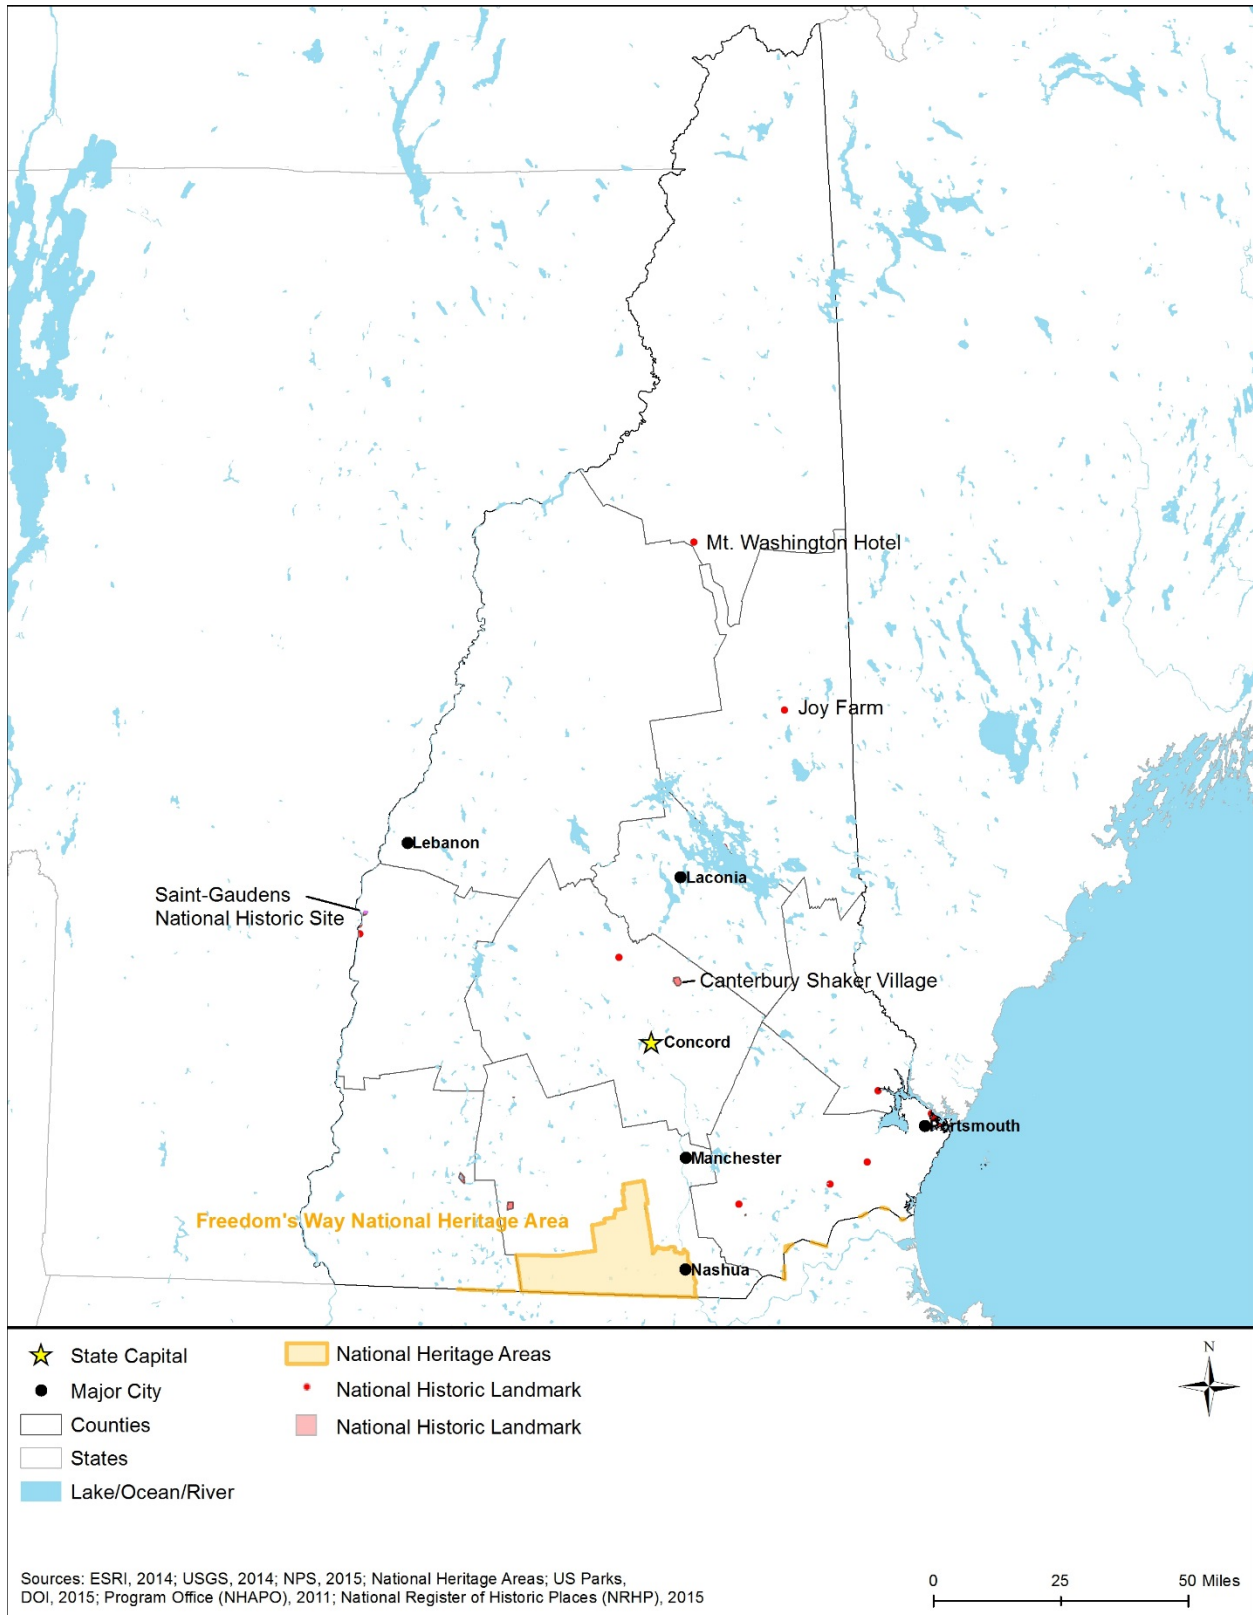 Mt. Washington Hotel
Joy Farm
Lebanon
Laconia
Saint-Gaudens
National Historic Site
Canterbury Shaker Village
Concord
Portsmouth
Manchester
Freedom's Way National Heritage Area
Nashua
State Capital
Major City
Counties
States
Lake/Ocean/River
National Heritage Areas
National Historic Landmark
National Historic Landmark
N
Sources: ESRI, 2014; USGS, 2014; NPS, 2015; National Heritage Areas; US Parks,
DOI, 2015; Program Office (NHAPO), 2011; National Register of Historic Places (NRHP), 2015
0 25 50 Miles